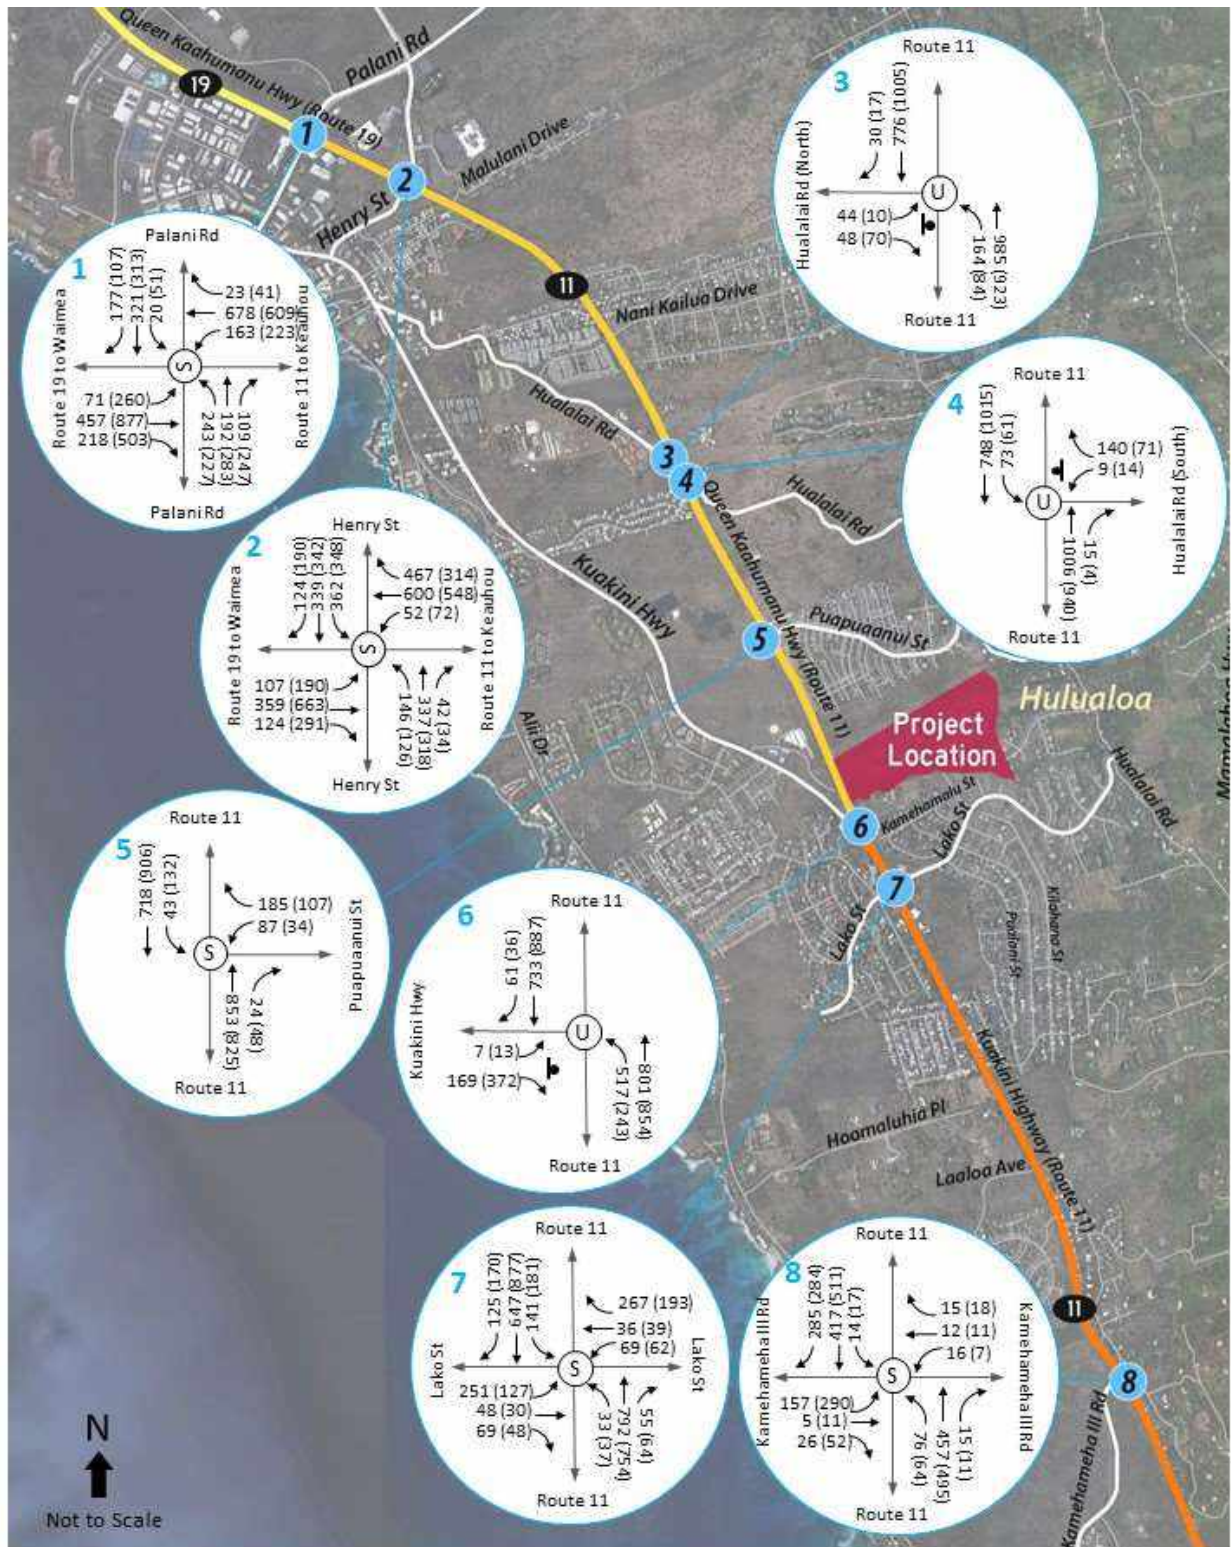 Queen Kaahumanu Hwy (Route 19)
19
Palani Rd
1
2
Malulani Drive
Henry St
11
Nani Kailua Drive
Hualalai Rd
3
4
Hualalai Rd
Queen Kaahumanu Hwy (Route 11)
Kuakini Hwy
5
Puapuaanui St
Alii Dr
Project
Location
Hulualoa
Hualalai Rd
6
Kamehamalu St
Lako St
7
Lako St
Kilohana St
Kuakini Highway (Route 11)
Hoomaluhia Pl
Laaloa Ave
11
8
Kamehameha III Rd
N
Not to Scale
1
Palani Rd
Route 19 to Waimea
177 (107)
321 (313)
20 (51)
23 (41)
678 (609)
163 (223)
S
71 (260)
457 (877)
218 (503)
243 (227)
192 (283)
109 (247)
Route 11 to Keauhou
Palani Rd
2
Henry St
Route 19 to Waimea
124 (190)
339 (342)
362 (348)
467 (314)
600 (548)
52 (72)
S
107 (190)
359 (663)
124 (291)
146 (126)
337 (318)
42 (34)
Route 11 to Keauhou
Henry St
3
Route 11
Hualalai Rd (North)
30 (17)
776 (1005)
U
44 (10)
48 (70)
164 (84)
985 (923)
Route 11
4
Route 11
748 (1015)
73 (61)
140 (71)
9 (14)
U
1006 (940)
15 (4)
Hualalai Rd (South)
Route 11
5
Route 11
718 (906)
43 (132)
185 (107)
87 (34)
S
853 (825)
24 (48)
Puapuaanui St
Route 11
6
Route 11
Kuakini Hwy
61 (36)
733 (887)
U
7 (13)
169 (372)
517 (243)
801 (854)
Route 11
7
Route 11
Lako St
125 (170)
647 (877)
141 (181)
267 (193)
36 (39)
69 (62)
S
251 (127)
48 (30)
69 (48)
33 (37)
792 (754)
55 (64)
Lako St
Route 11
8
Route 11
Kamehameha III Rd
285 (284)
417 (511)
14 (17)
15 (18)
12 (11)
16 (7)
S
157 (290)
5 (11)
26 (52)
76 (64)
457 (495)
15 (11)
Kamehameha III Rd
Route 11